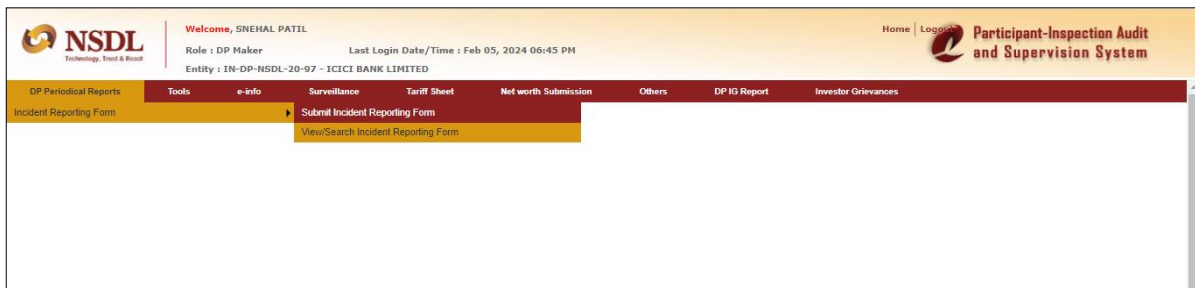 NSDL
Technology, Trust & Reach
Welcome, SNEHAL PATIL
Role : DP Maker Last Login Date/Time : Feb 05, 2024 06:45 PM
Entity : IN-DP-NSDL-20-97 - ICICI BANK LIMITED
Home | Logout
Participant-Inspection Audit
and Supervision System
DP Periodical Reports Tools e-info Surveillance Tariff Sheet Net worth Submission Others DP IG Report Investor Grievances
Incident Reporting Form Submit Incident Reporting Form
View/Search Incident Reporting Form